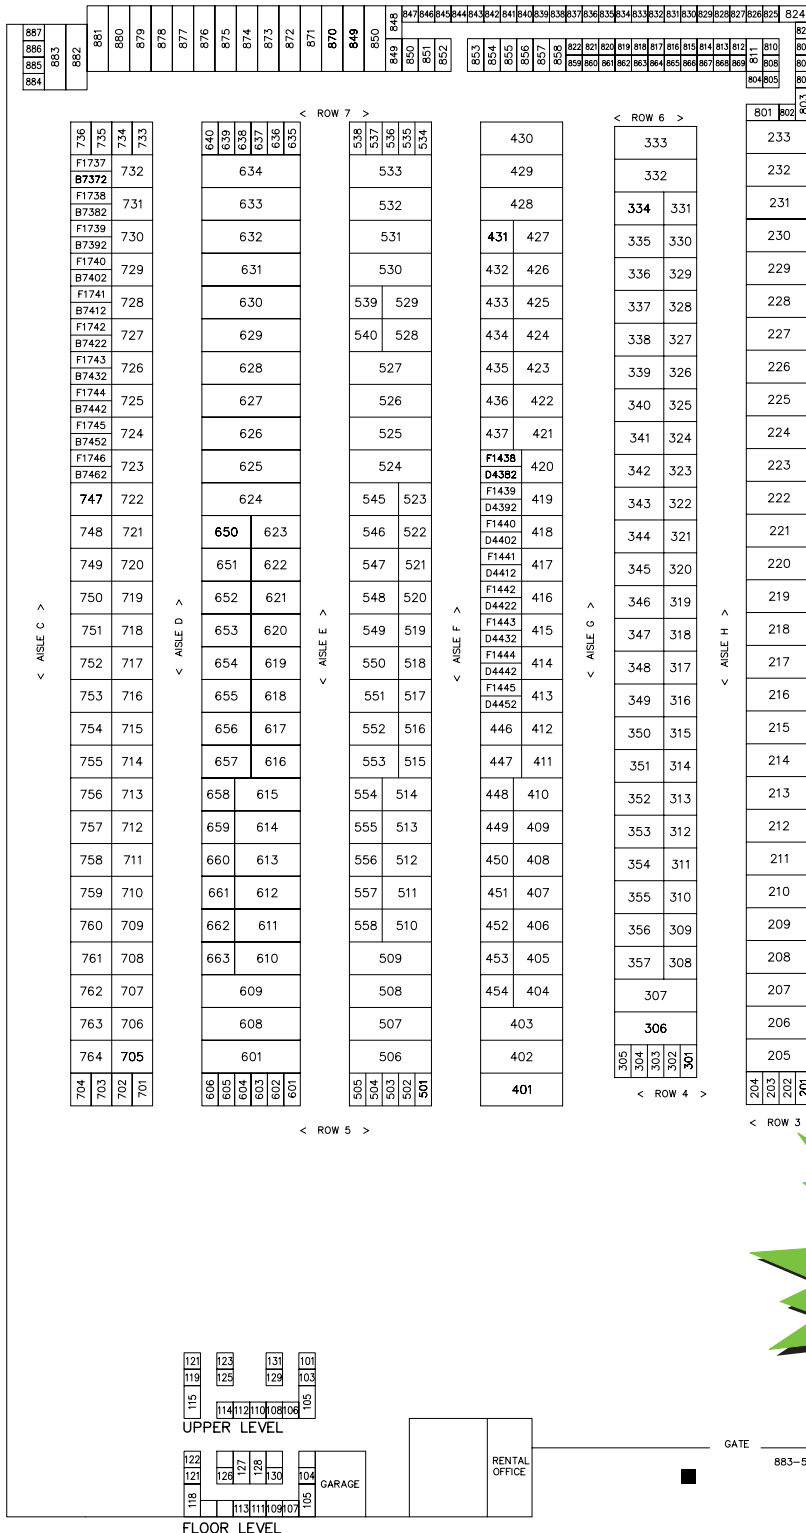 848 847 846 845 844 843 842 841 840 839 838 837 836 835 834 833 832 831 830 829 828 827 826 825 824
887 883 882 881 880 879 878 877 876 875 874 873 872 871 870 849 850 849 850 851 852 853 854 855 856 857 858 822 821 820 819 818 817 816 815 814 813 812 811 810
886
885 859 860 861 862 863 864 865 866 867 868 869 808
884 804 805
803
< ROW 7 > < ROW 6 > 801 802
736 735 734 733 640 639 638 637 636 635 538 537 536 535 534 430 333 233
F1737 B7372 732 634 533 429 332 232
F1738 B7382 731 633 532 428 334 331 231
F1739 B7392 730 632 531 431 427 335 330 230
F1740 B7402 729 631 530 432 426 336 329 229
F1741 B7412 728 630 539 529 433 425 337 328 228
F1742 B7422 727 629 540 528 434 424 338 327 227
F1743 B7432 726 628 527 435 423 339 326 226
F1744 B7442 725 627 526 436 422 340 325 225
F1745 B7452 724 626 525 437 421 341 324 224
F1746 B7462 723 625 524 F1438 D4382 420 342 323 223
747 722 624 545 523 F1439 D4392 419 343 322 222
748 721 650 623 546 522 F1440 D4402 418 344 321 221
749 720 651 622 547 521 F1441 D4412 417 345 320 220
750 719 652 621 548 520 F1442 D4422 416 346 319 219
751 718 653 620 549 519 F1443 D4432 415 347 318 218
752 717 654 619 550 518 F1444 D4442 414 348 317 217
753 716 655 618 551 517 F1445 D4452 413 349 316 216
754 715 656 617 552 516 446 412 350 315 215
755 714 657 616 553 515 447 411 351 314 214
756 713 658 615 554 514 448 410 352 313 213
757 712 659 614 555 513 449 409 353 312 212
758 711 660 613 556 512 450 408 354 311 211
759 710 661 612 557 511 451 407 355 310 210
760 709 662 611 558 510 452 406 356 309 209
761 708 663 610 509 453 405 357 308 208
762 707 609 508 454 404 307 207
763 706 608 507 403 306 206
764 705 601 506 402 305 304 303 302 301 205
704 703 702 701 606 605 604 603 602 601 505 504 503 502 501 401 204 203 202 201
< AISLE C >
< AISLE D >
< AISLE E >
< AISLE F >
< AISLE G >
< AISLE H >
< ROW 4 >
< ROW 3
< ROW 5 >
121 123 131 101
119 125 129 103
115 114 112 110 108 106 105
UPPER LEVEL
122 127 128
121 126 130 104
118 113 111 109 107 105
FLOOR LEVEL
GARAGE
RENTAL
OFFICE
GATE
883-5